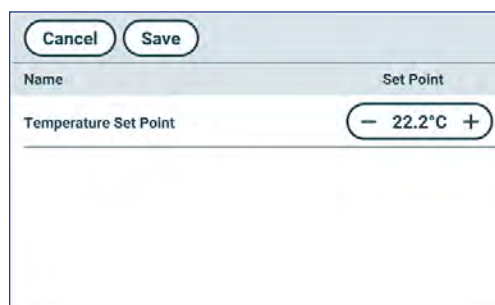 Cancel Save
Name Set Point
Temperature Set Point − 22.2°C +